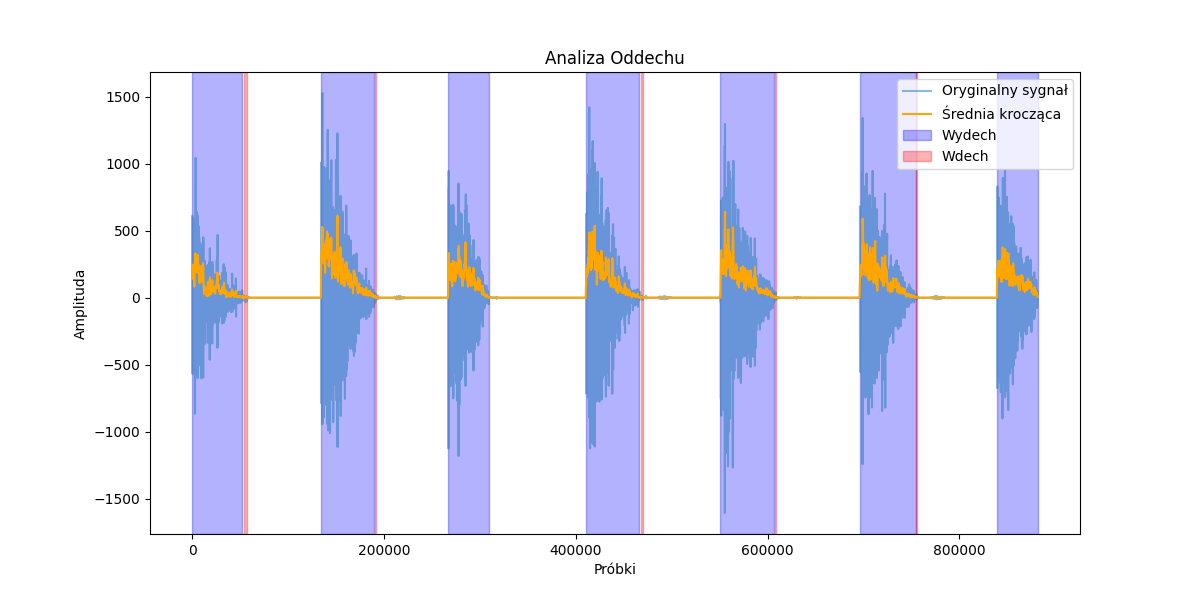 Analiza Oddechu
Amplituda
1500
1000
500
0
−500
−1000
−1500
Oryginalny sygnał
Średnia krocząca
Wydech
Wdech
0 200000 400000 600000 800000
Próbki